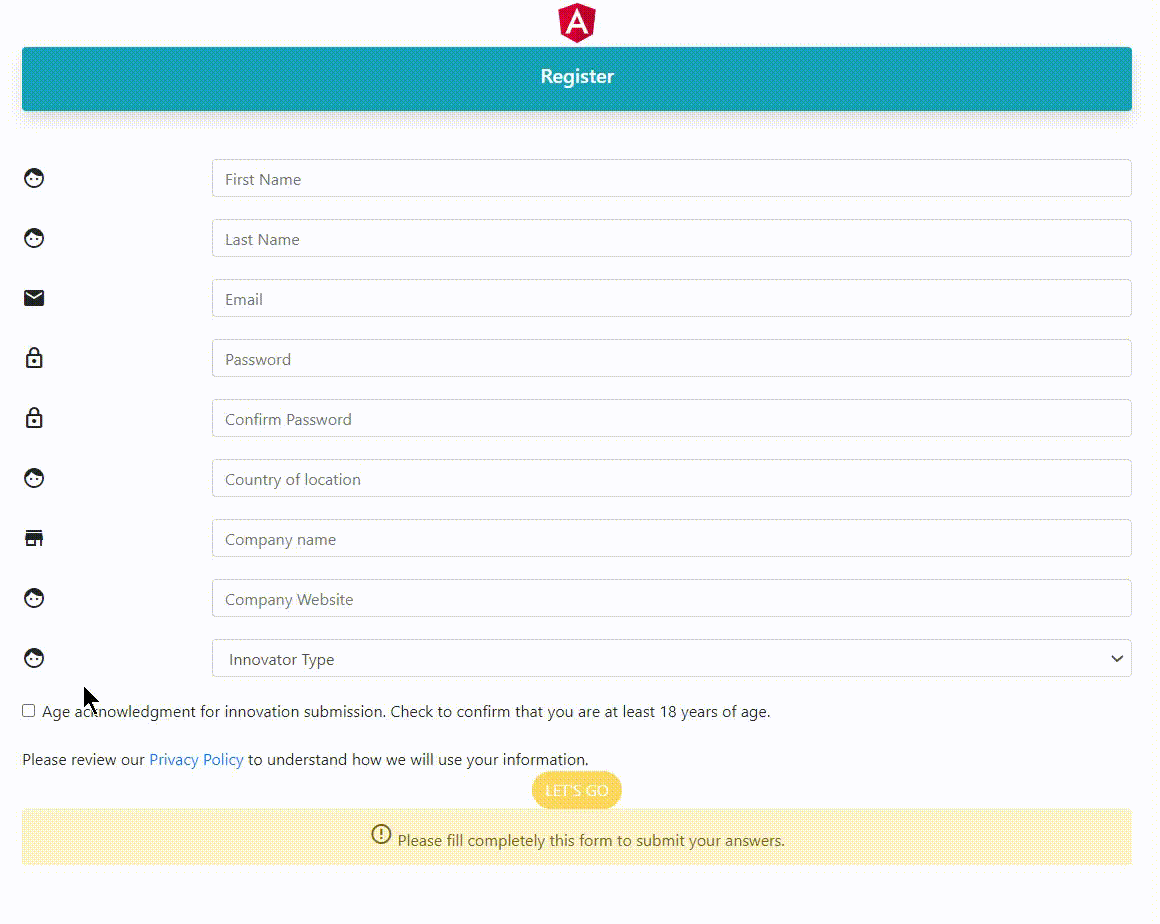 A
Register
First Name
Last Name
Email
Password
Confirm Password
Country of location
Company name
Company Website
Innovator Type
Age acknowledgment for innovation submission. Check to confirm that you are at least 18 years of age.
Please review our Privacy Policy to understand how we will use your information.
LET'S GO
Please fill completely this form to submit your answers.